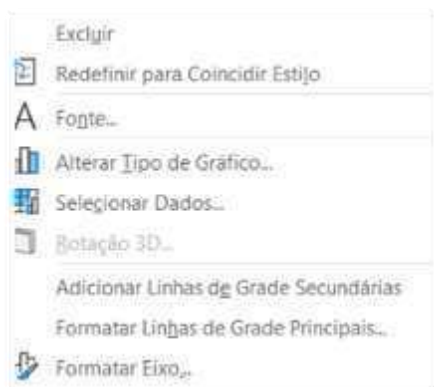 Excluir
Redefinir para Coincidir Estilo
Fonte...
Alterar Tipo de Gráfico...
Selecionar Dados...
Rotação 3D...
Adicionar Linhas de Grade Secundárias
Formatar Linhas de Grade Principais...
Formatar Eixo...